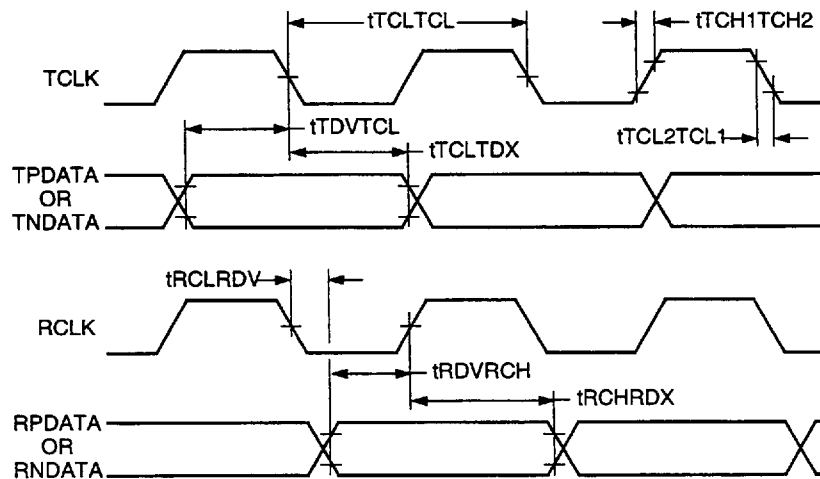 tTCLTCL
tTCH1TCH2
TCLK
tTDVTCL
tTCL2TCL1
tTCLTDX
TPDATA
OR
TNDATA
tRCLRDV
RCLK
tRDVRCH
tRCHRDX
RPDATA
OR
RNDATA